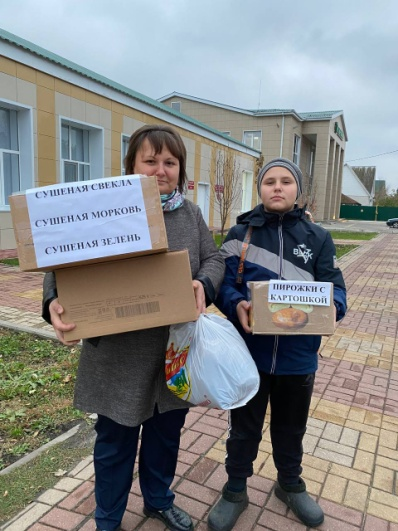 СУШЕНАЯ СВЕКЛА
СУШЕНАЯ МОРКОВЬ
СУШЕНАЯ ЗЕЛЕНЬ
ПИРОЖКИ С
КАРТОШКОЙ